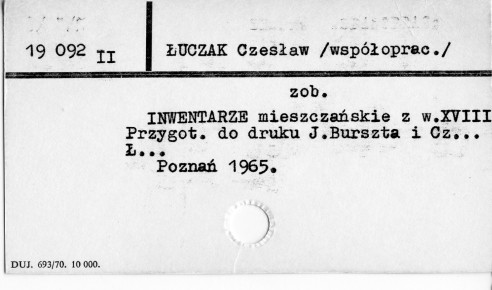 19 092 II ŁUCZAK Czesław /współoprac./
zob.
INWENTARZE mieszczańskie z w.XVIII
Przygot. do druku J.Burszta i Cz...
Ł...
Poznań 1965.
DUJ. 693/70. 10 000.